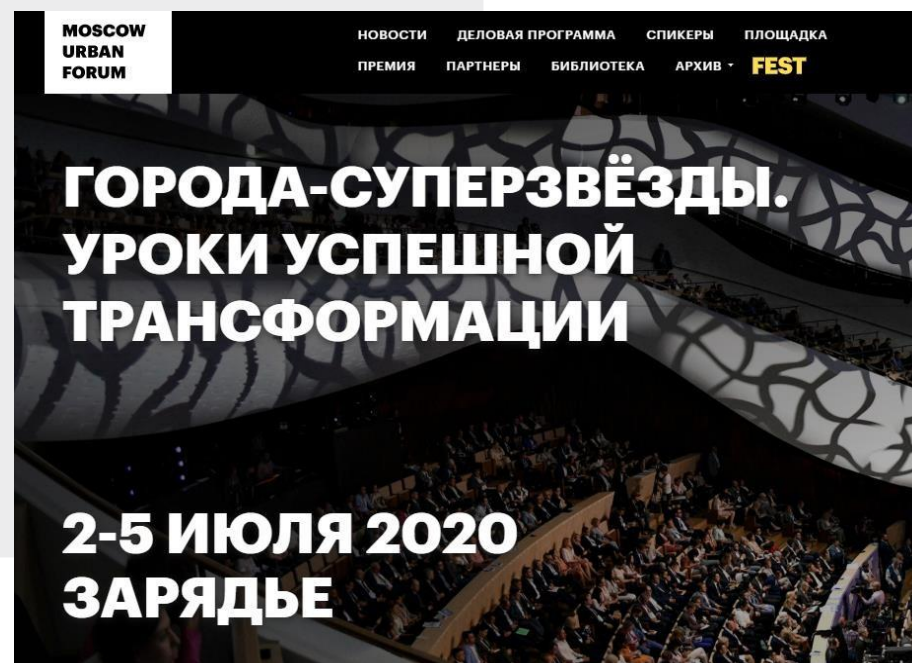 MOSCOW
URBAN
FORUM
НОВОСТИ ДЕЛОВАЯ ПРОГРАММА СПИКЕРЫ ПЛОЩАДКА
ПРЕМИЯ ПАРТНЕРЫ БИБЛИОТЕКА АРХИВ FEST
ГОРОДА-СУПЕРЗВЁЗДЫ.
УРОКИ УСПЕШНОЙ
ТРАНСФОРМАЦИИ
2-5 ИЮЛЯ 2020
ЗАРЯДЬЕ